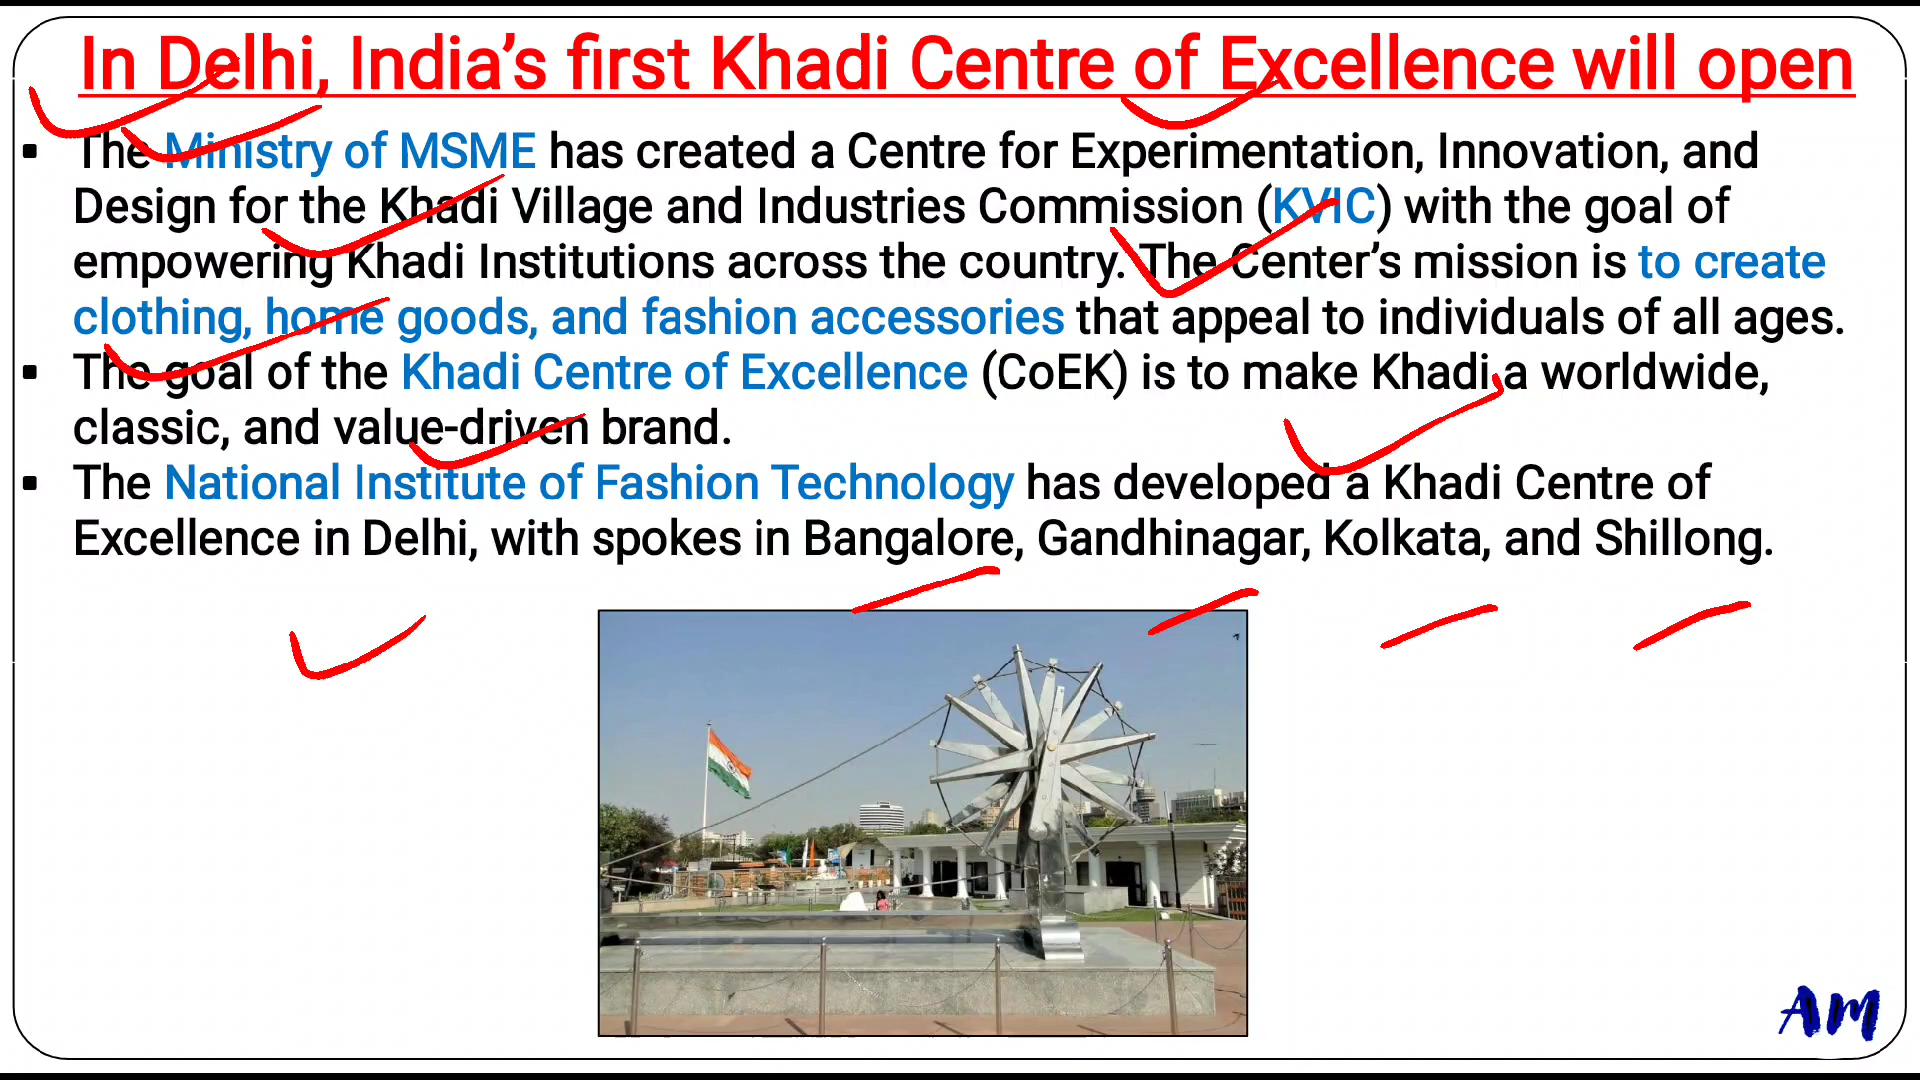 In Delhi, India’s first Khadi Centre of Excellence will open
▪ The Ministry of MSME has created a Centre for Experimentation, Innovation, and
Design for the Khadi Village and Industries Commission (KVIC) with the goal of
empowering Khadi Institutions across the country. The Center’s mission is to create
clothing, home goods, and fashion accessories that appeal to individuals of all ages.
▪ The goal of the Khadi Centre of Excellence (CoEK) is to make Khadi a worldwide,
classic, and value-driven brand.
▪ The National Institute of Fashion Technology has developed a Khadi Centre of
Excellence in Delhi, with spokes in Bangalore, Gandhinagar, Kolkata, and Shillong.
AM